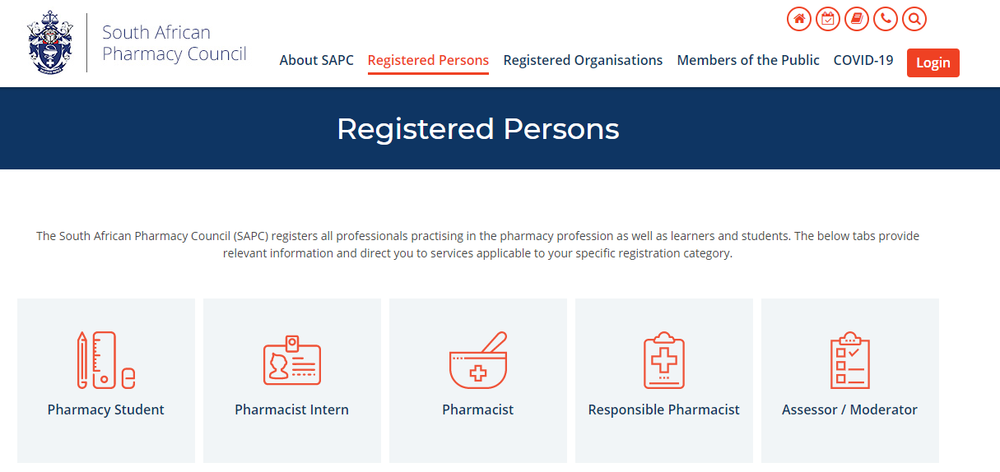 South African
Pharmacy Council
About SAPC Registered Persons Registered Organisations Members of the Public COVID-19 Login
Registered Persons
The South African Pharmacy Council (SAPC) registers all professionals practising in the pharmacy profession as well as learners and students. The below tabs provide
relevant information and direct you to services applicable to your specific registration category.
Pharmacy Student Pharmacist Intern Pharmacist Responsible Pharmacist Assessor / Moderator